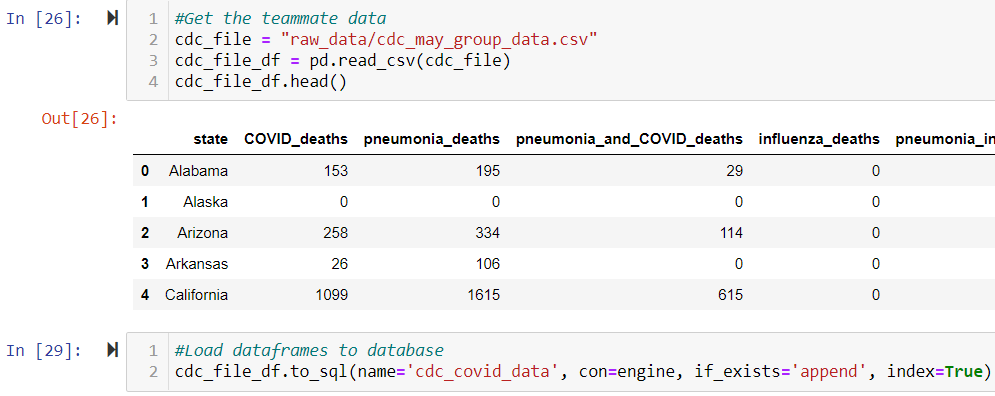 In [26]:
1 #Get the teammate data
2 cdc_file = "raw_data/cdc_may_group_data.csv"
3 cdc_file_df = pd.read_csv(cdc_file)
4 cdc_file_df.head()
Out[26]:
state COVID_deaths pneumonia_deaths pneumonia_and_COVID_deaths influenza_deaths pneumonia_in
0 Alabama 153 195 29 0
1 Alaska 0 0 0 0
2 Arizona 258 334 114 0
3 Arkansas 26 106 0 0
4 California 1099 1615 615 0
In [29]:
1 #Load dataframes to database
2 cdc_file_df.to_sql(name='cdc_covid_data', con=engine, if_exists='append', index=True)